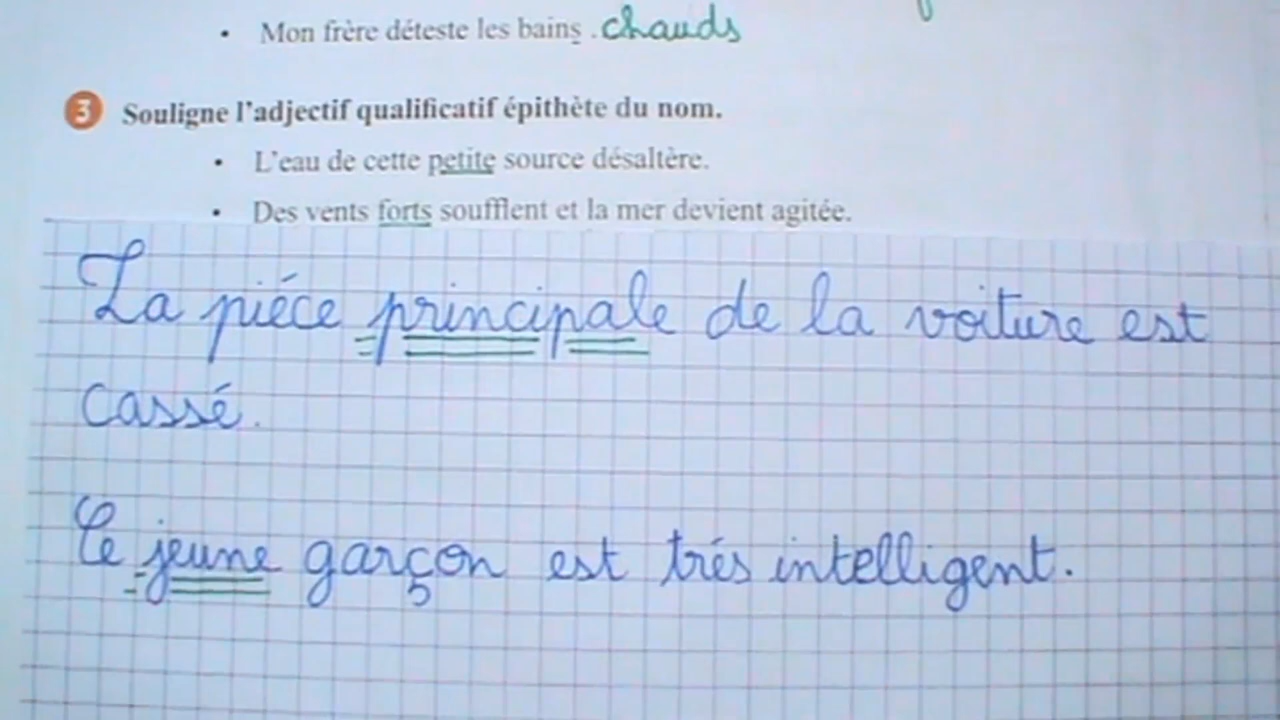 • Mon frère déteste les bains . chauds
3 Souligne l'adjectif qualificatif épithète du nom.
• L'eau de cette petite source désaltère.
• Des vents forts soufflent et la mer devient agitée.
La piéce principale de la voiture est
cassé.
Ce jeune garçon est trés intelligent.